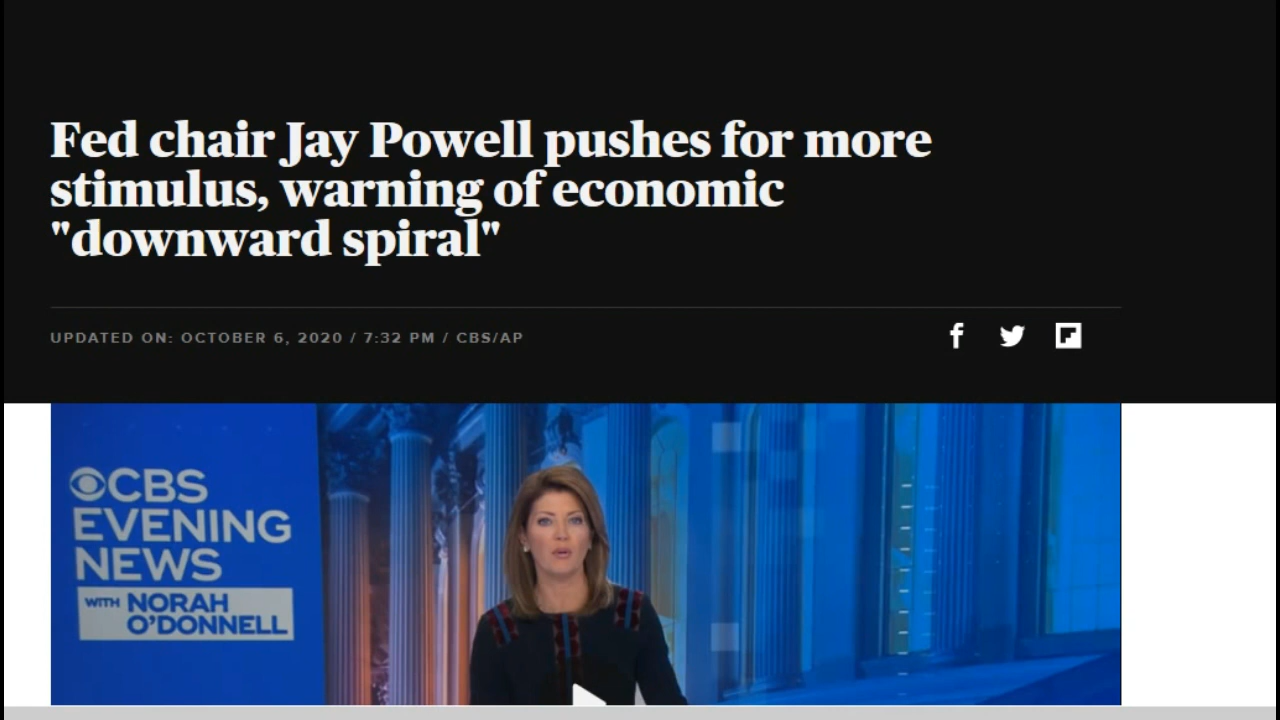 Fed chair Jay Powell pushes for more
stimulus, warning of economic
"downward spiral"
UPDATED ON: OCTOBER 6, 2020 / 7:32 PM / CBS/AP
CBS
EVENING
NEWS
WITH NORAH
O'DONNELL